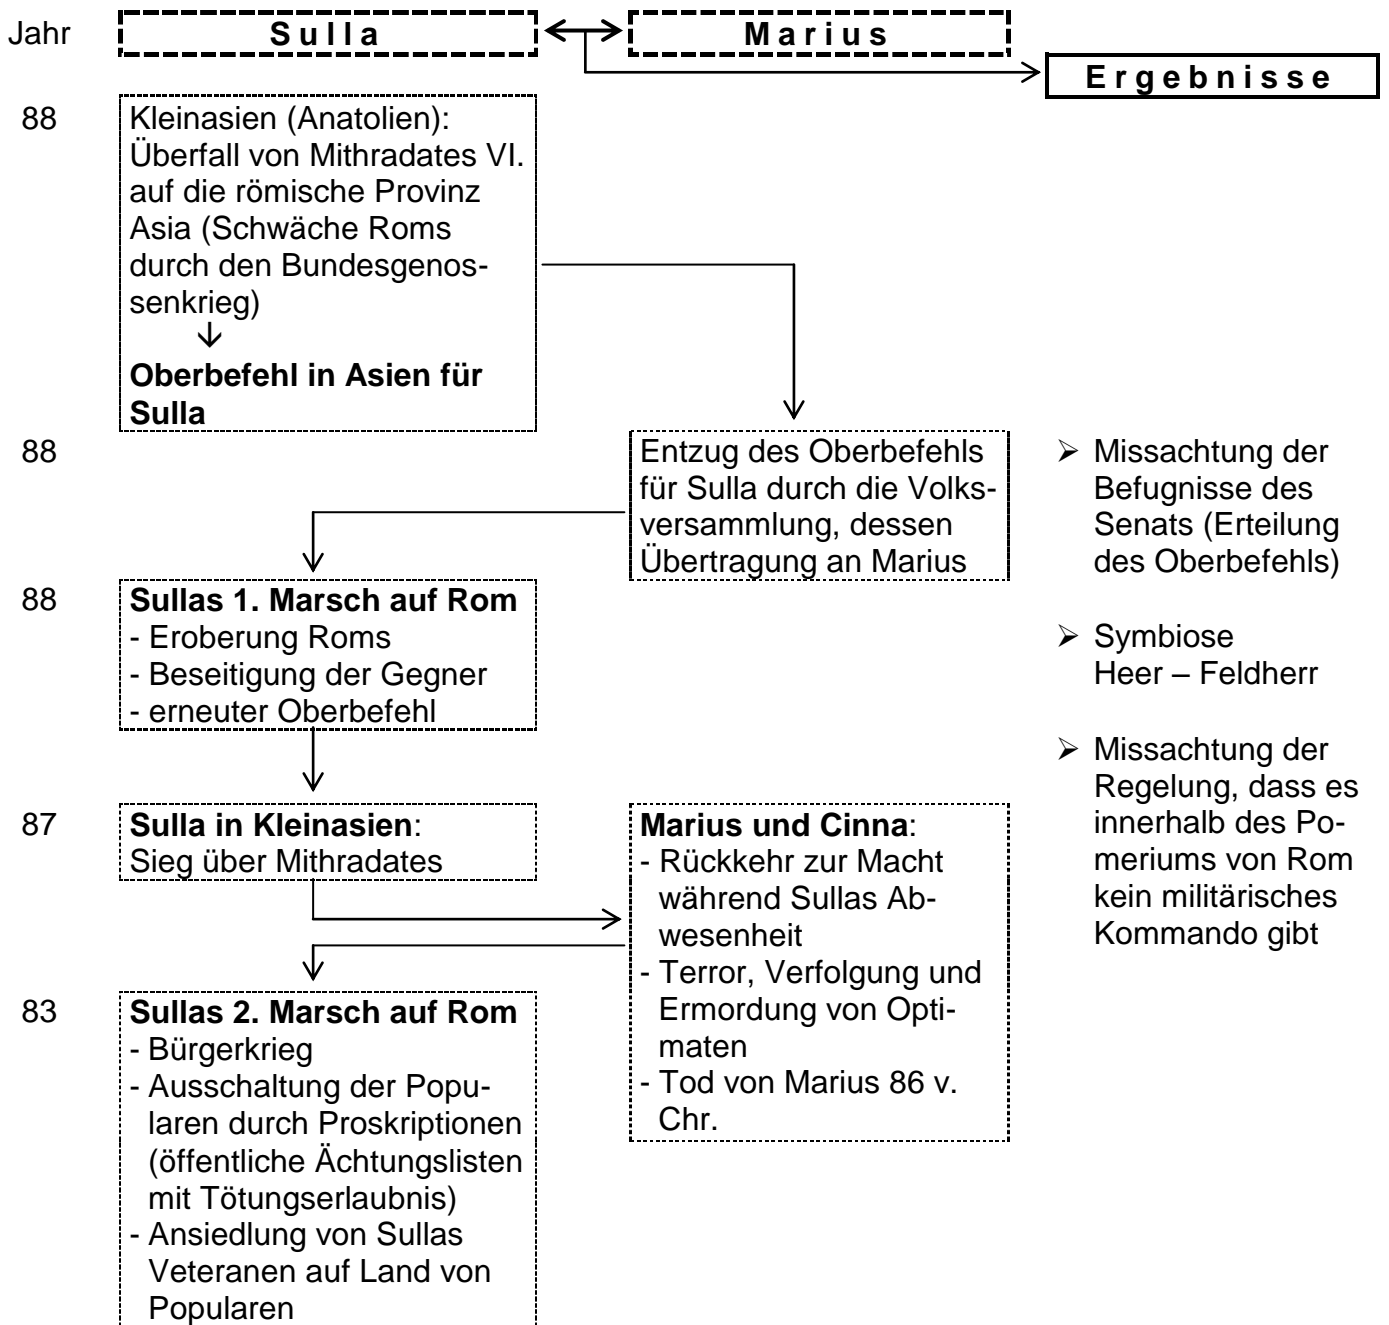 Jahr
Sulla
Marius
Ergebnisse
88
Kleinasien (Anatolien):
Überfall von Mithradates VI.
auf die römische Provinz
Asia (Schwäche Roms
durch den Bundesgenos-
senkrieg)
Oberbefehl in Asien für
Sulla
88
Entzug des Oberbefehls
für Sulla durch die Volks-
versammlung, dessen
Übertragung an Marius
➢ Missachtung der
Befugnisse des
Senats (Erteilung
des Oberbefehls)
88
Sullas 1. Marsch auf Rom
- Eroberung Roms
- Beseitigung der Gegner
- erneuter Oberbefehl
➢ Symbiose
Heer – Feldherr
➢ Missachtung der
Regelung, dass es
innerhalb des Po-
meriums von Rom
kein militärisches
Kommando gibt
87
Sulla in Kleinasien:
Sieg über Mithradates
Marius und Cinna:
- Rückkehr zur Macht
während Sullas Ab-
wesenheit
- Terror, Verfolgung und
Ermordung von Opti-
maten
- Tod von Marius 86 v.
Chr.
83
Sullas 2. Marsch auf Rom
- Bürgerkrieg
- Ausschaltung der Popu-
laren durch Proskriptionen
(öffentliche Ächtungslisten
mit Tötungserlaubnis)
- Ansiedlung von Sullas
Veteranen auf Land von
Popularen